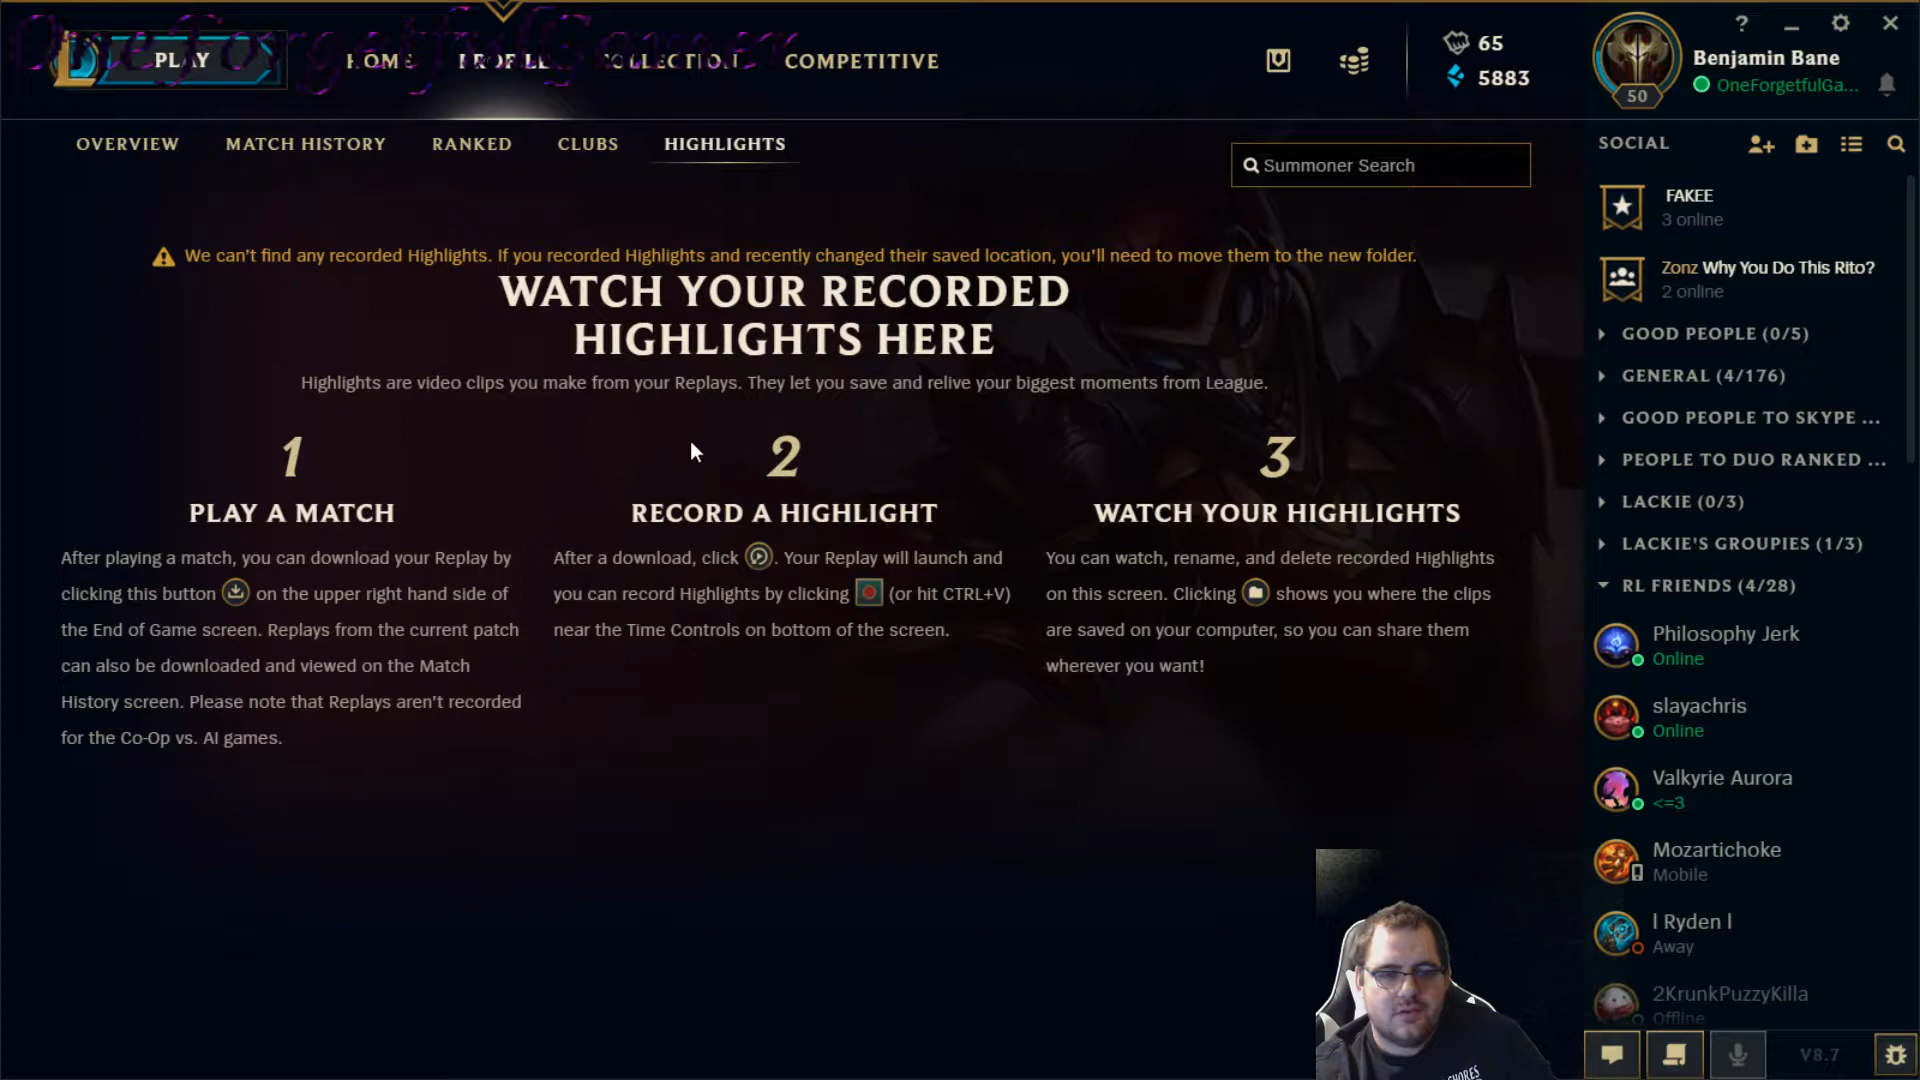 OneForgetfulGamer
PLAY
HOME
PROFILE
COLLECTION
COMPETITIVE
65
5883
50
Benjamin Bane
OneForgetfulGa...
OVERVIEW
MATCH HISTORY
RANKED
CLUBS
HIGHLIGHTS
Summoner Search
We can't find any recorded Highlights. If you recorded Highlights and recently changed their saved location, you'll need to move them to the new folder.
WATCH YOUR RECORDED
HIGHLIGHTS HERE
Highlights are video clips you make from your Replays. They let you save and relive your biggest moments from League.
1
PLAY A MATCH
After playing a match, you can download your Replay by
clicking this button on the upper right hand side of
the End of Game screen. Replays from the current patch
can also be downloaded and viewed on the Match
History screen. Please note that Replays aren't recorded
for the Co-Op vs. AI games.
2
RECORD A HIGHLIGHT
After a download, click . Your Replay will launch and
you can record Highlights by clicking (or hit CTRL+V)
near the Time Controls on bottom of the screen.
3
WATCH YOUR HIGHLIGHTS
You can watch, rename, and delete recorded Highlights
on this screen. Clicking shows you where the clips
are saved on your computer, so you can share them
wherever you want!
SOCIAL
FAKEE
3 online
Zonz Why You Do This Rito?
2 online
GOOD PEOPLE (0/5)
GENERAL (4/176)
GOOD PEOPLE TO SKYPE ...
PEOPLE TO DUO RANKED ...
LACKIE (0/3)
LACKIE'S GROUPIES (1/3)
RL FRIENDS (4/28)
Philosophy Jerk
Online
slayachris
Online
Valkyrie Aurora
<=3
Mozartichoke
Mobile
l Ryden l
Away
2KrunkPuzzyKilla
Offline
V8.7